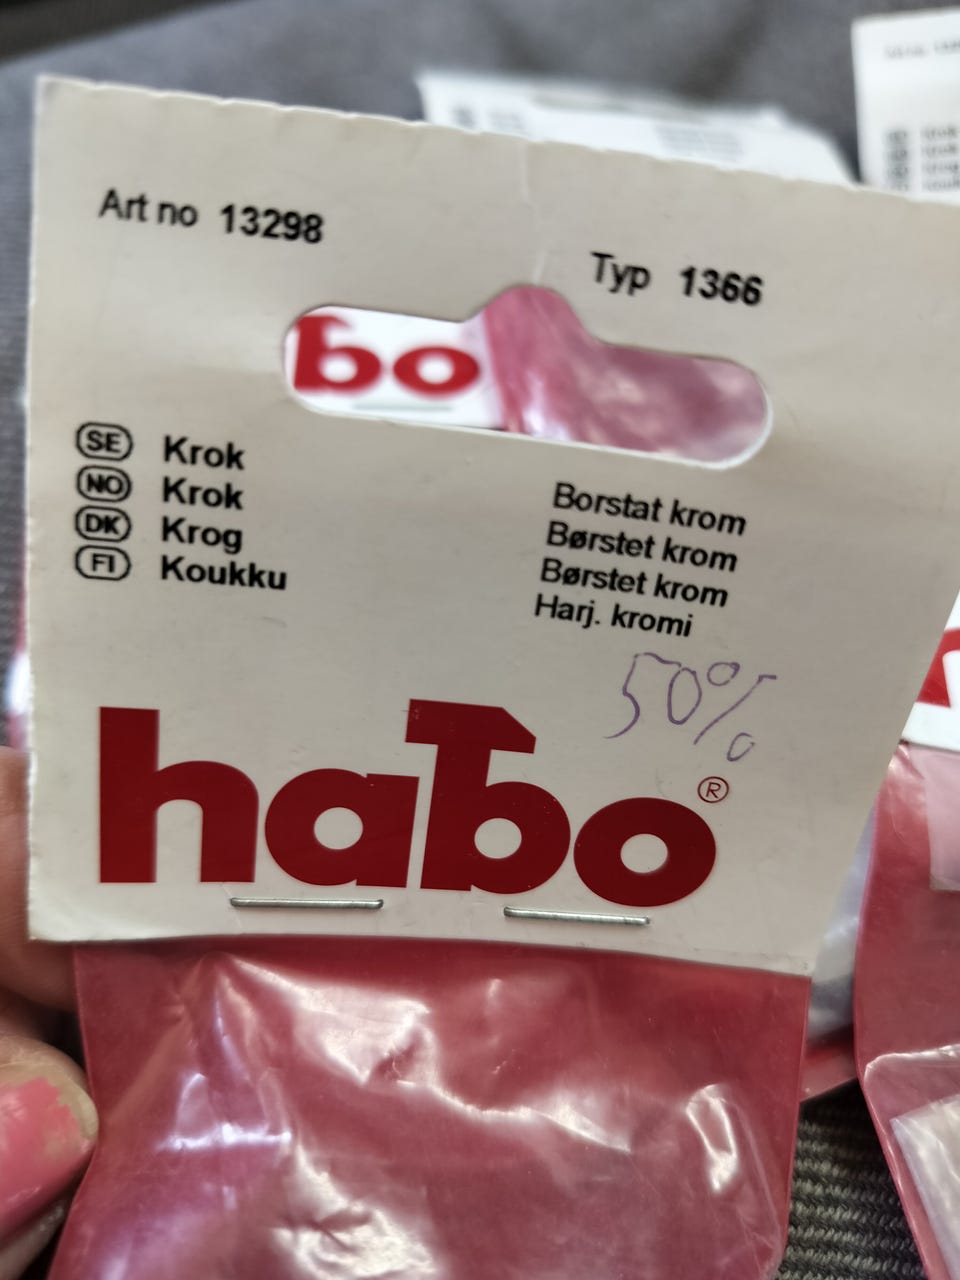 Art no 13298
Typ 1366
bo
SE Krok
NO Krok
DK Krog
FI Koukku
Borstat krom
Børstet krom
Børstet krom
Harj. kromi
50%
habo®